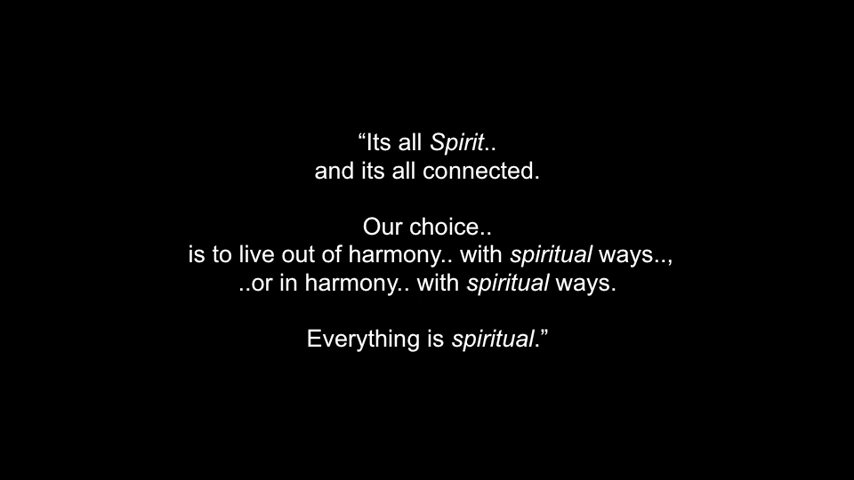 “Its all Spirit..
and its all connected.
Our choice..
is to live out of harmony.. with spiritual ways..,
..or in harmony.. with spiritual ways.
Everything is spiritual.”